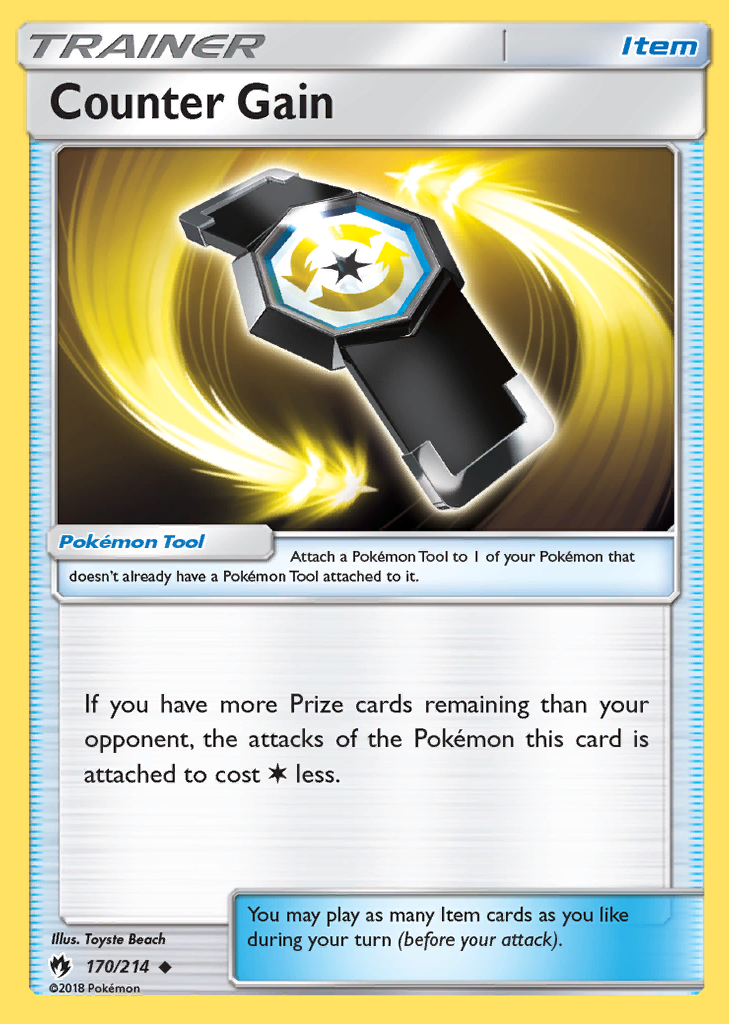 TRAINER
Item
Counter Gain
Pokémon Tool
Attach a Pokémon Tool to 1 of your Pokémon that
doesn't already have a Pokémon Tool attached to it.
If you have more Prize cards remaining than your
opponent, the attacks of the Pokémon this card is
attached to cost less.
You may play as many Item cards as you like
during your turn (before your attack).
Illus. Toyste Beach
170/214
©2018 Pokémon